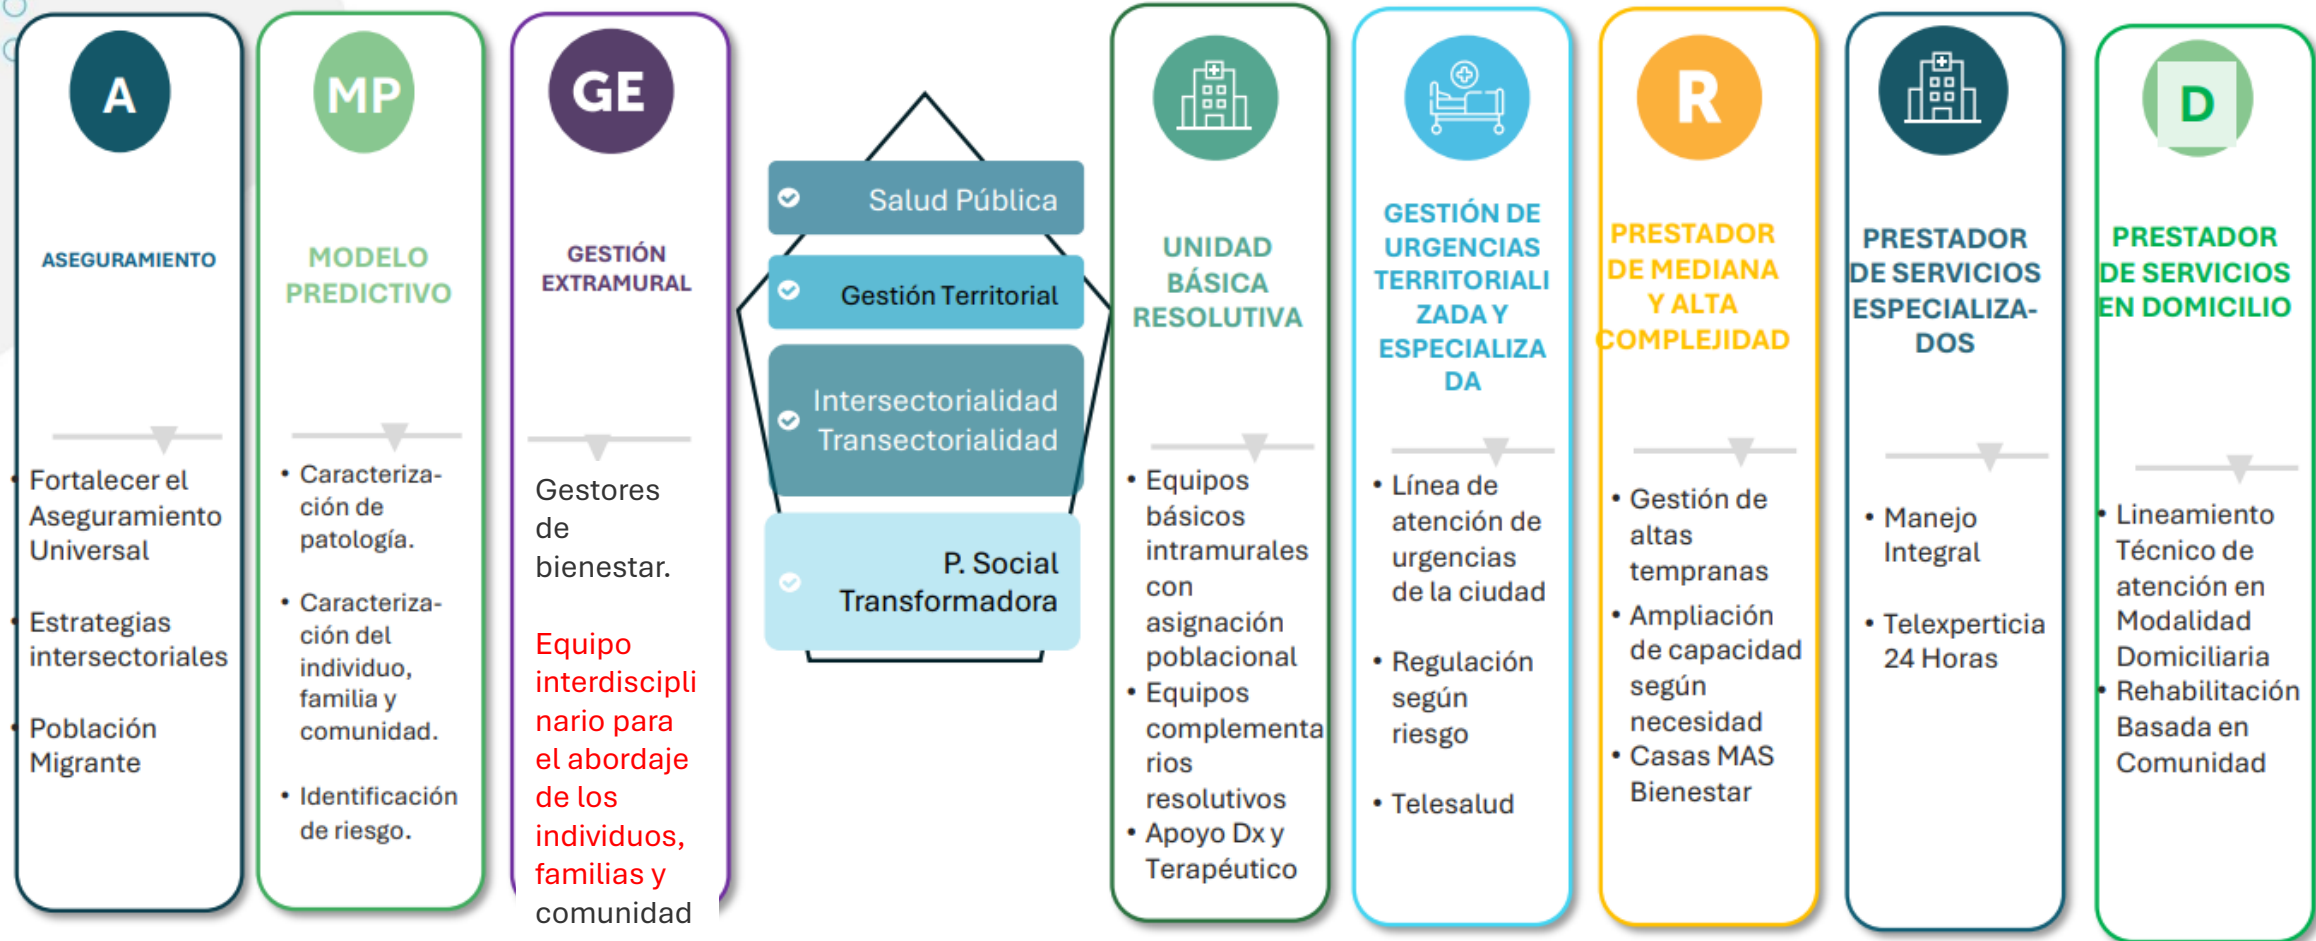 A
ASEGURAMIENTO
• Fortalecer el
Aseguramiento
Universal
• Estrategias
intersectoriales
• Población
Migrante
MP
MODELO
PREDICTIVO
• Caracteriza-
ción de
patología.
• Caracteriza-
ción del
individuo,
familia y
comunidad.
• Identificación
de riesgo.
GE
GESTIÓN
EXTRAMURAL
Gestores
de
bienestar.
Equipo
interdiscipli
nario para
el abordaje
de los
individuos,
familias y
comunidad
Salud Pública
Gestión Territorial
Intersectorialidad
Transectorialidad
P. Social
Transformadora
UNIDAD
BÁSICA
RESOLUTIVA
• Equipos
básicos
intramurales
con
asignación
poblacional
• Equipos
complementa
rios
resolutivos
• Apoyo Dx y
Terapéutico
GESTIÓN DE
URGENCIAS
TERRITORIALI
ZADA Y
ESPECIALIZA
DA
• Línea de
atención de
urgencias
de la ciudad
• Regulación
según
riesgo
• Telesalud
R
PRESTADOR
DE MEDIANA
Y ALTA
COMPLEJIDAD
• Gestión de
altas
tempranas
• Ampliación
de capacidad
según
necesidad
• Casas MAS
Bienestar
PRESTADOR
DE SERVICIOS
ESPECIALIZA-
DOS
• Manejo
Integral
• Telexperticia
24 Horas
D
PRESTADOR
DE SERVICIOS
EN DOMICILIO
• Lineamiento
Técnico de
atención en
Modalidad
Domiciliaria
• Rehabilitación
Basada en
Comunidad